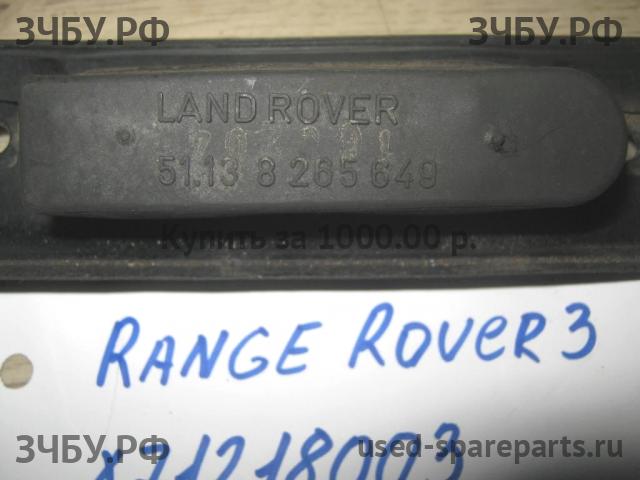 ЗЧБУ.РФ ЗЧБУ.РФ
LAND ROVER
51.13 8 265 649
Купить за 1000.00 р.
RANGE ROVER 3
ЗЧБУ.РФ used-spareparts.ru
x71218003